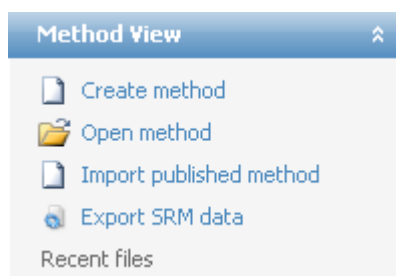 Method View
Create method
Open method
Import published method
Export SRM data
Recent files